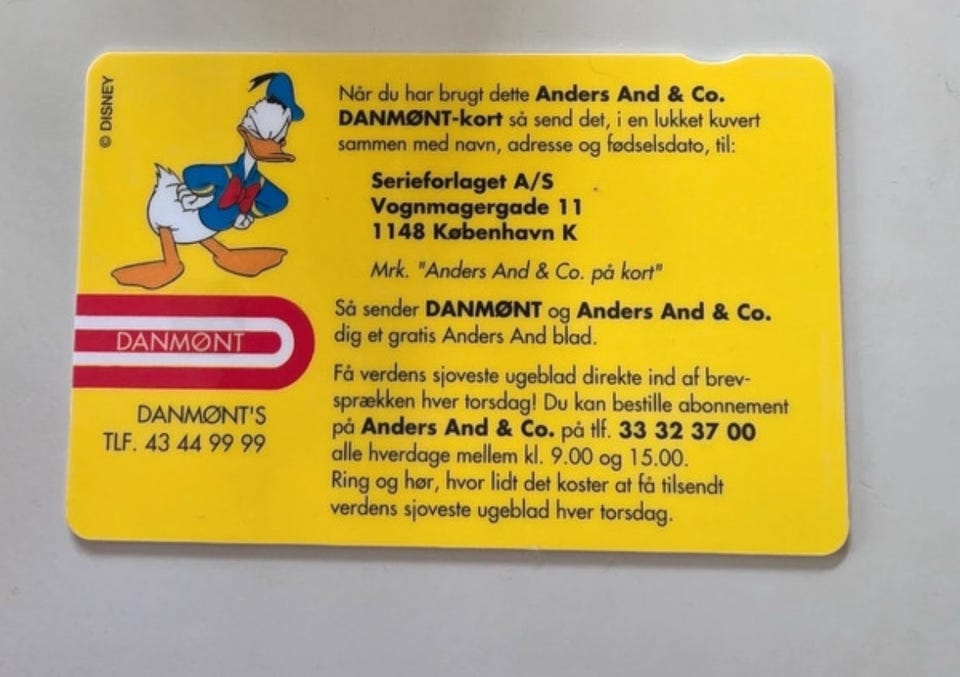 © DISNEY
Når du har brugt dette Anders And & Co.
DANMØNT-kort så send det, i en lukket kuvert
sammen med navn, adresse og fødselsdato, til:
Serieforlaget A/S
Vognmagergade 11
1148 København K
Mrk. "Anders And & Co. på kort"
Så sender DANMØNT og Anders And & Co.
dig et gratis Anders And blad.
Få verdens sjoveste ugeblad direkte ind af brev-
sprækken hver torsdag! Du kan bestille abonnement
på Anders And & Co. på tlf. 33 32 37 00
alle hverdage mellem kl. 9.00 og 15.00.
Ring og hør, hvor lidt det koster at få tilsendt
verdens sjoveste ugeblad hver torsdag.
DANMØNT
DANMØNT'S
TLF. 43 44 99 99